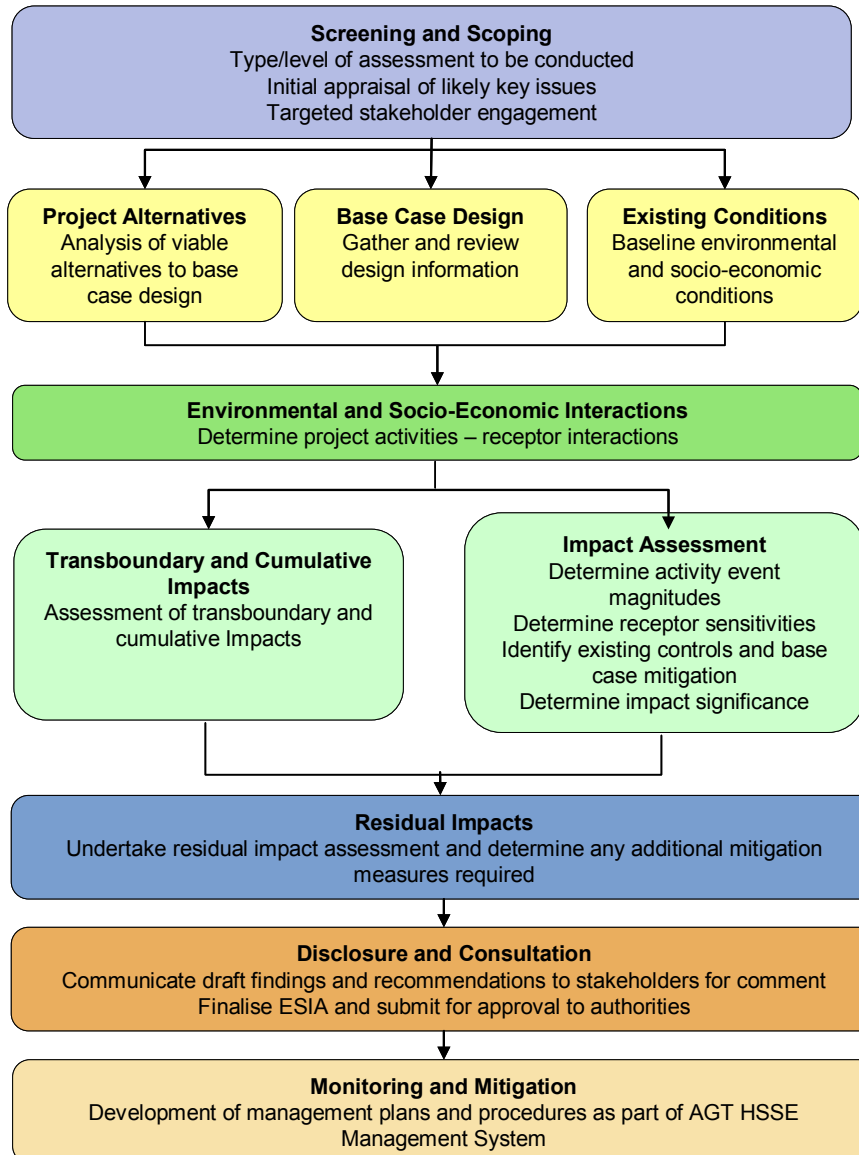 Screening and Scoping
Type/level of assessment to be conducted
Initial appraisal of likely key issues
Targeted stakeholder engagement
Project Alternatives
Analysis of viable
alternatives to base
case design
Base Case Design
Gather and review
design information
Existing Conditions
Baseline environmental
and socio-economic
conditions
Environmental and Socio-Economic Interactions
Determine project activities – receptor interactions
Transboundary and Cumulative
Impacts
Assessment of transboundary and
cumulative Impacts
Impact Assessment
Determine activity event
magnitudes
Determine receptor sensitivities
Identify existing controls and base
case mitigation
Determine impact significance
Residual Impacts
Undertake residual impact assessment and determine any additional mitigation
measures required
Disclosure and Consultation
Communicate draft findings and recommendations to stakeholders for comment
Finalise ESIA and submit for approval to authorities
Monitoring and Mitigation
Development of management plans and procedures as part of AGT HSSE
Management System